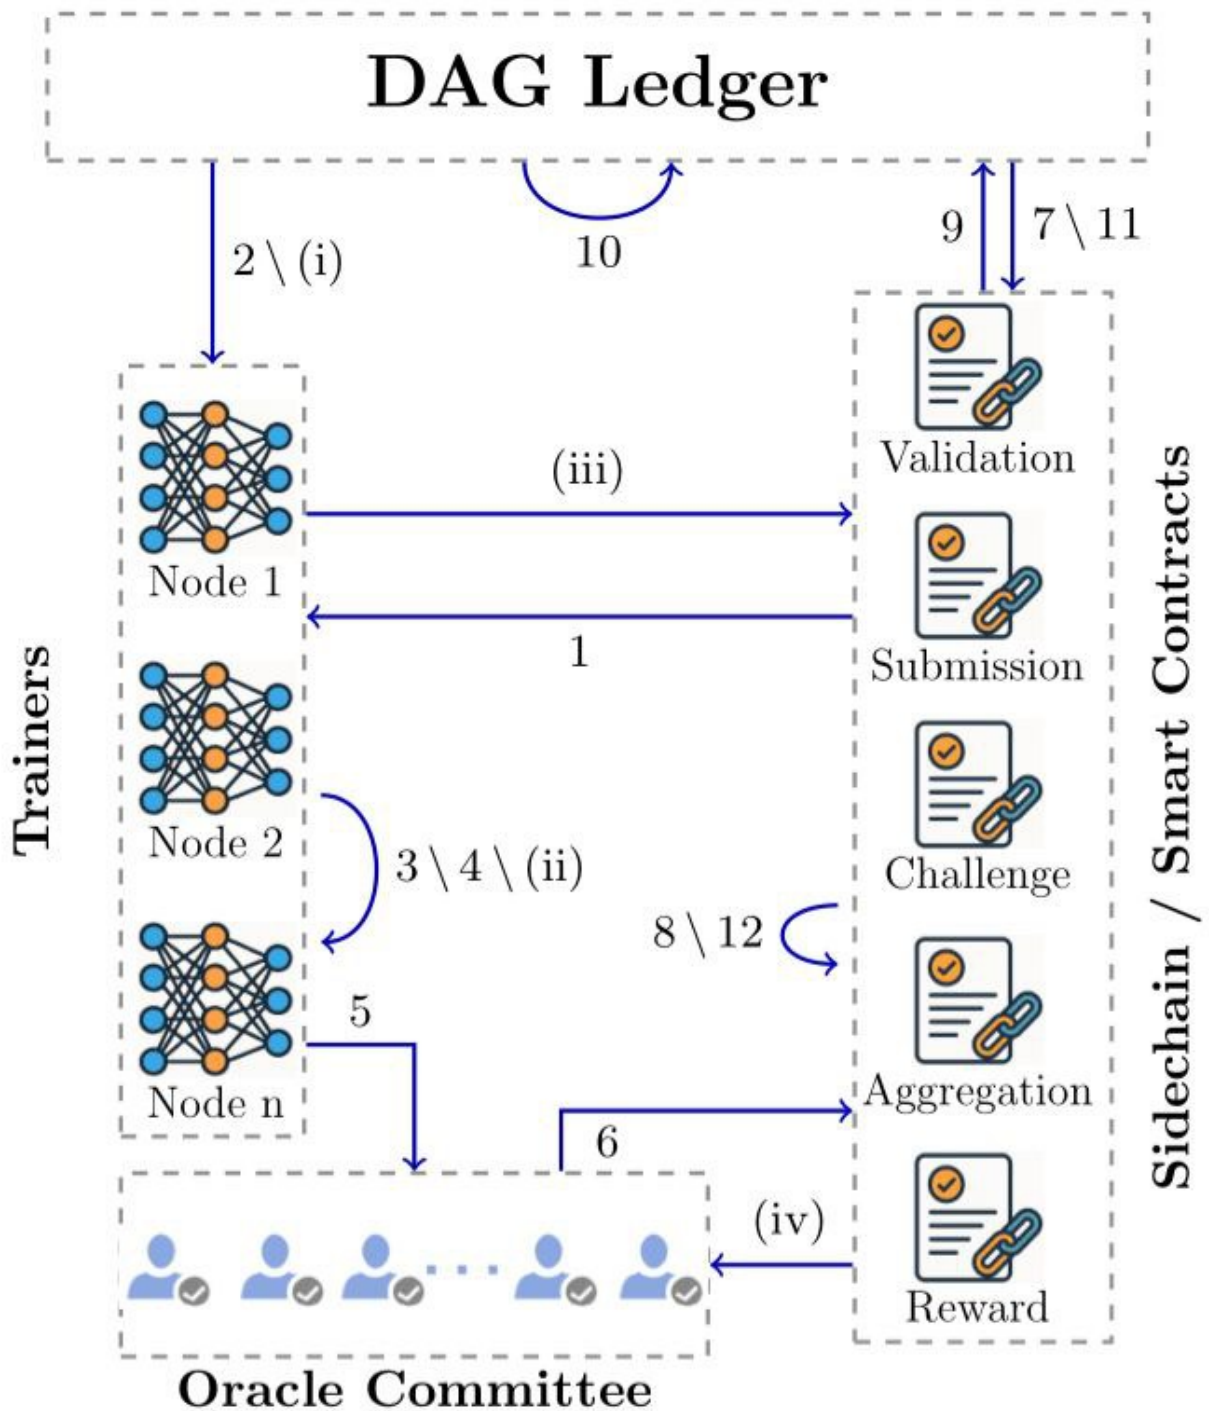 DAG Ledger
2 \ (i)
10
9
7 \ 11
Validation
(iii)
Node 1
1
Submission
Trainers
Sidechain / Smart Contracts
Node 2
3 \ 4 \ (ii)
Challenge
8 \ 12
5
Node n
Aggregation
6
(iv)
Reward
Oracle Committee